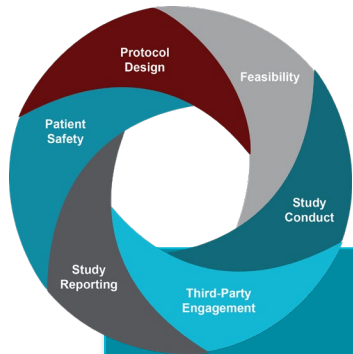 Protocol
Design
Feasibility
Study
Conduct
Third-Party
Engagement
Study
Reporting
Patient
Safety